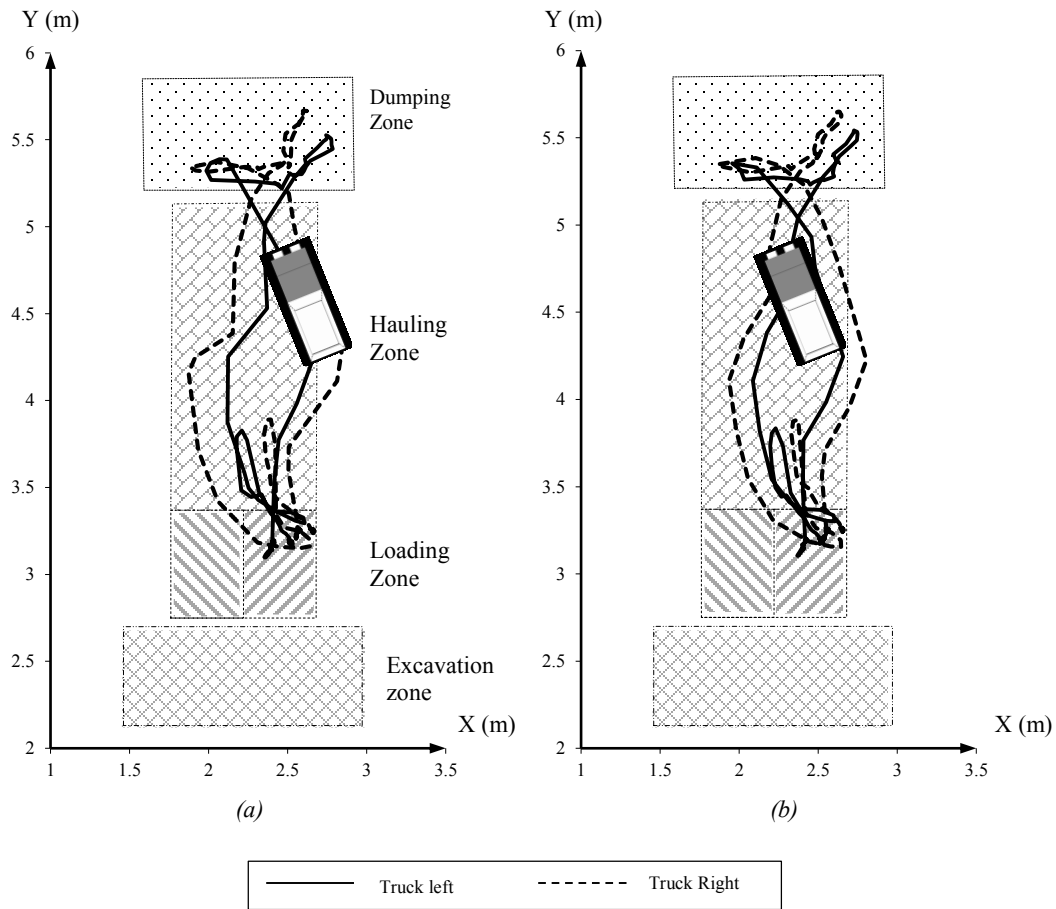 Y (m)
6
5.5
5
4.5
4
3.5
3
2.5
2
1
1.5
2
2.5
3
3.5
X (m)
Dumping
Zone
Hauling
Zone
Loading
Zone
Excavation
zone
(a)
Y (m)
6
5.5
5
4.5
4
3.5
3
2.5
2
1
1.5
2
2.5
3
3.5
X (m)
(b)
Truck left
Truck Right